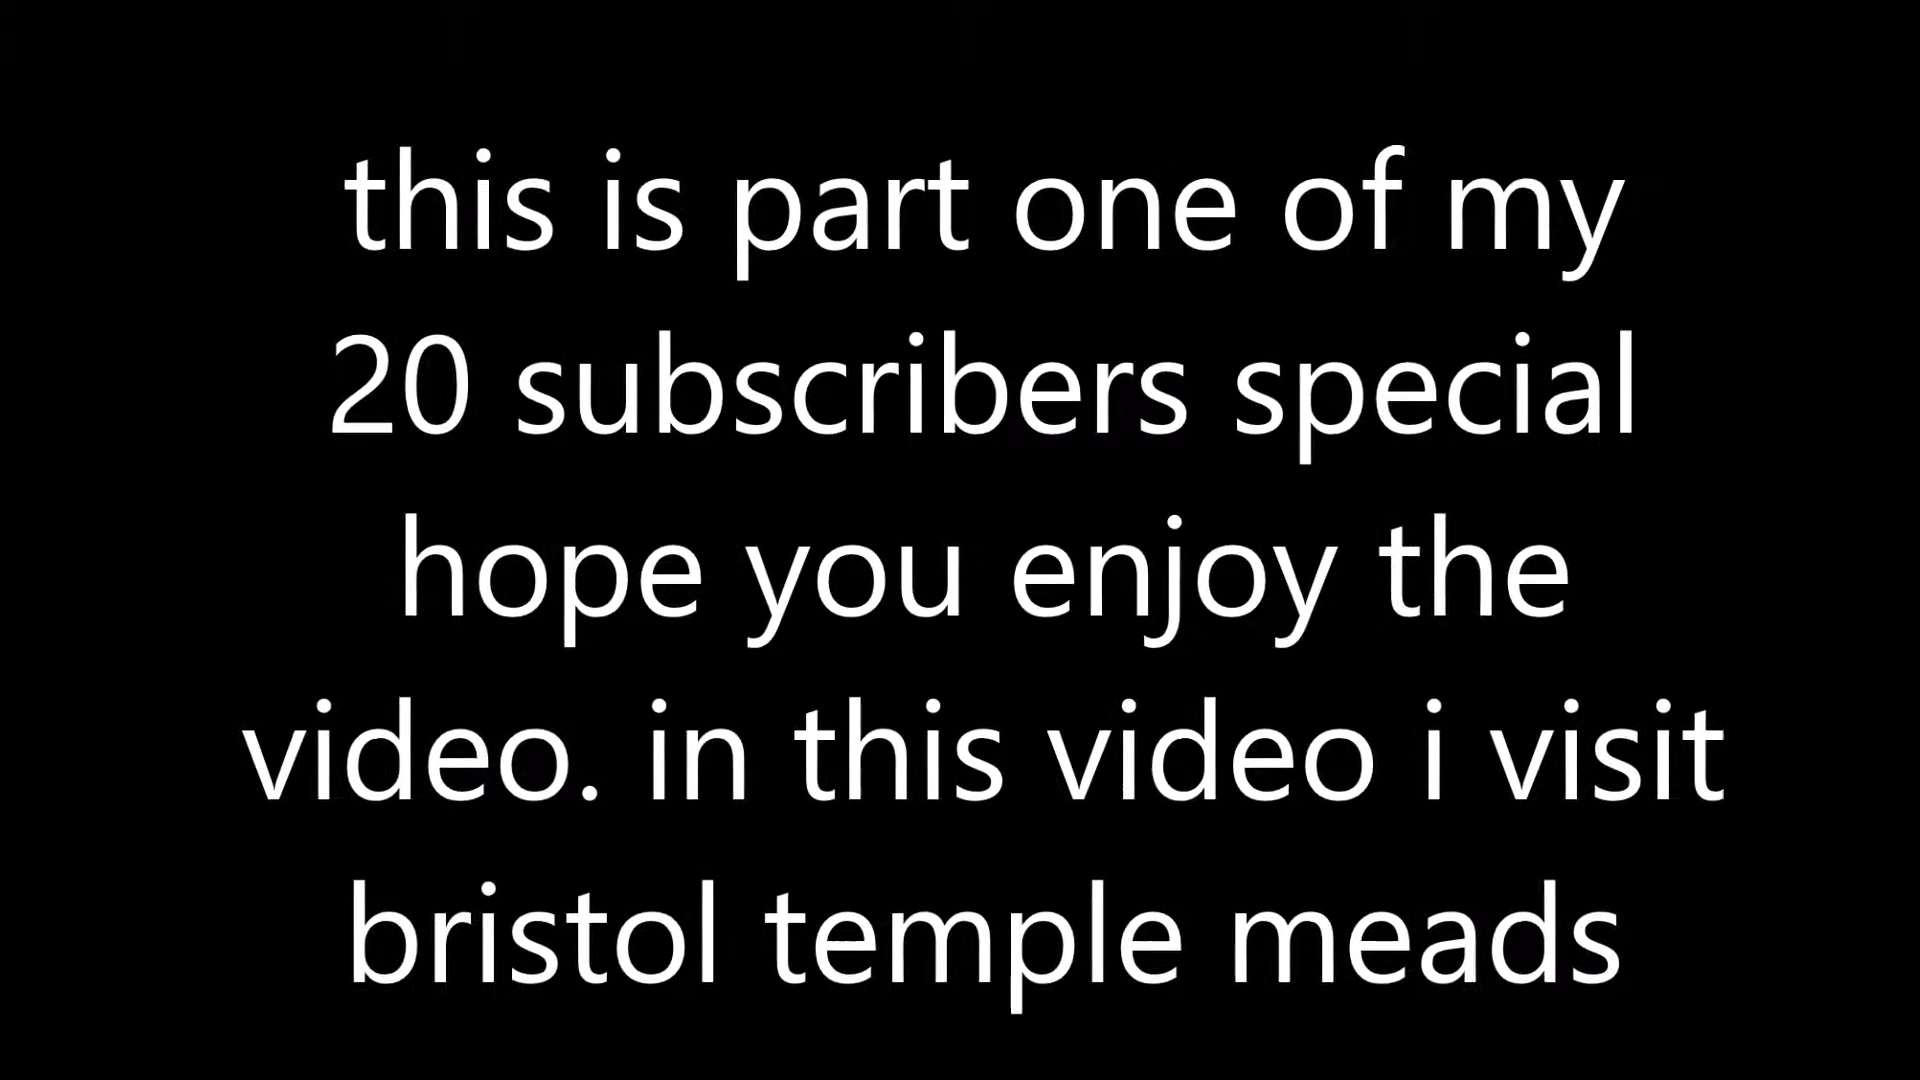 this is part one of my
20 subscribers special
hope you enjoy the
video. in this video i visit
bristol temple meads